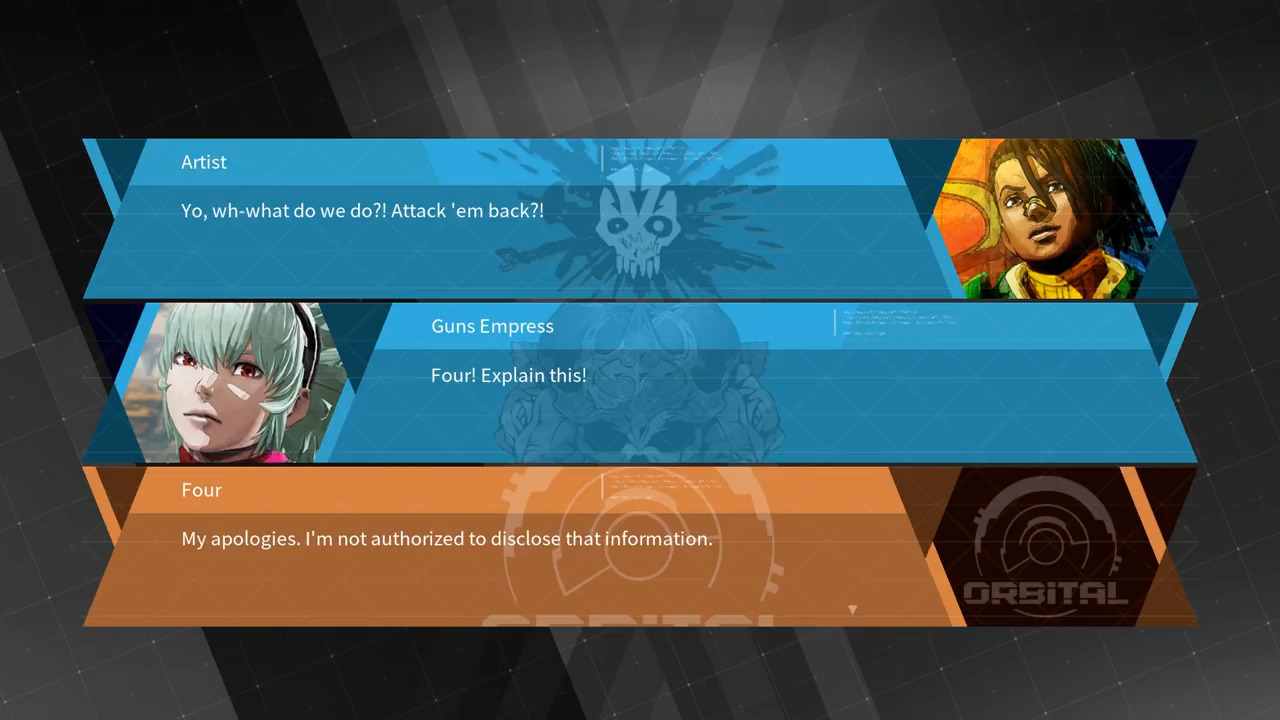 Artist
Yo, wh-what do we do?! Attack 'em back?!
Guns Empress
Four! Explain this!
Four
My apologies. I'm not authorized to disclose that information.
ORBITAL
ORBITAL